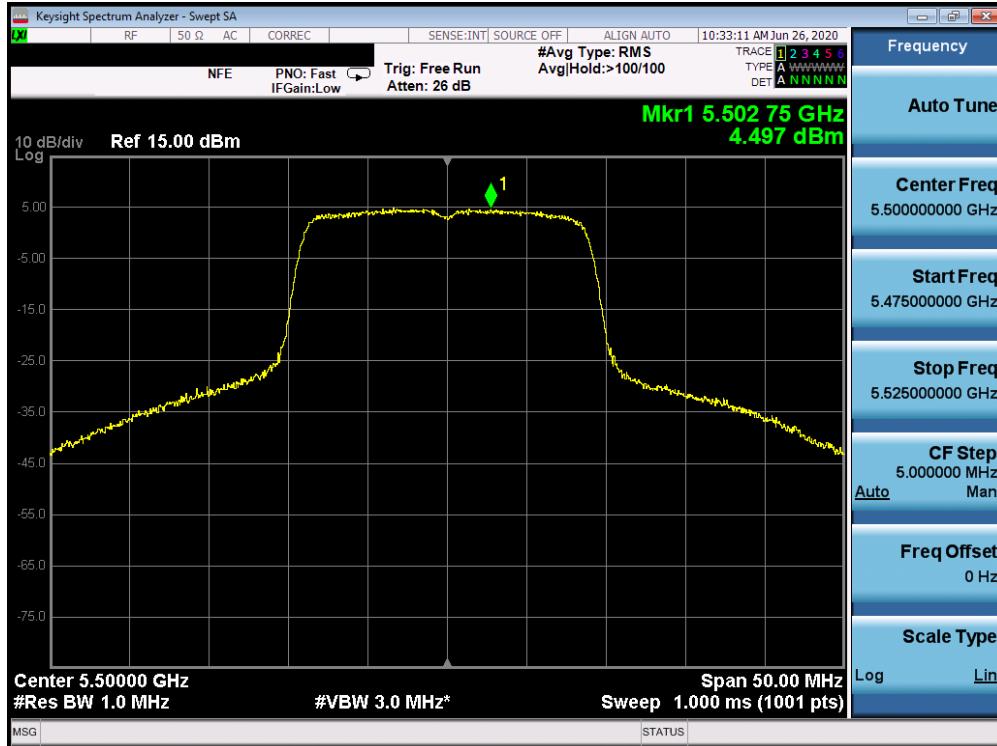 Keysight Spectrum Analyzer - Swept SA
LXI RF 50 Ω AC CORREC SENSE:INT SOURCE OFF ALIGN AUTO 10:33:11 AM Jun 26, 2020
Frequency
NFE PNO: Fast Trig: Free Run #Avg Type: RMS TRACE 1 2 3 4 5 6
IFGain:Low Atten: 26 dB Avg|Hold:>100/100 TYPE A WWWWW
DET A N N N N N
Auto Tune
Mkr1 5.502 75 GHz
4.497 dBm
10 dB/div Ref 15.00 dBm
Log
1
5.00
-5.00
-15.0
-25.0
-35.0
-45.0
-55.0
-65.0
-75.0
Center Freq
5.500000000 GHz
Start Freq
5.475000000 GHz
Stop Freq
5.525000000 GHz
CF Step
5.000000 MHz
Auto Man
Freq Offset
0 Hz
Scale Type
Log Lin
Center 5.50000 GHz Span 50.00 MHz
#Res BW 1.0 MHz #VBW 3.0 MHz* Sweep 1.000 ms (1001 pts)
MSG STATUS